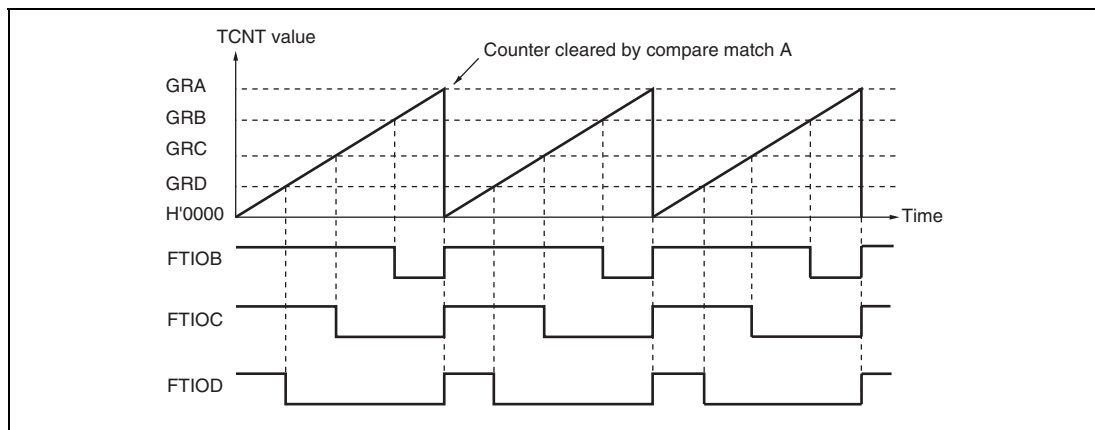 TCNT value
Counter cleared by compare match A
GRA
GRB
GRC
GRD
H'0000
Time
FTIOB
FTIOC
FTIOD